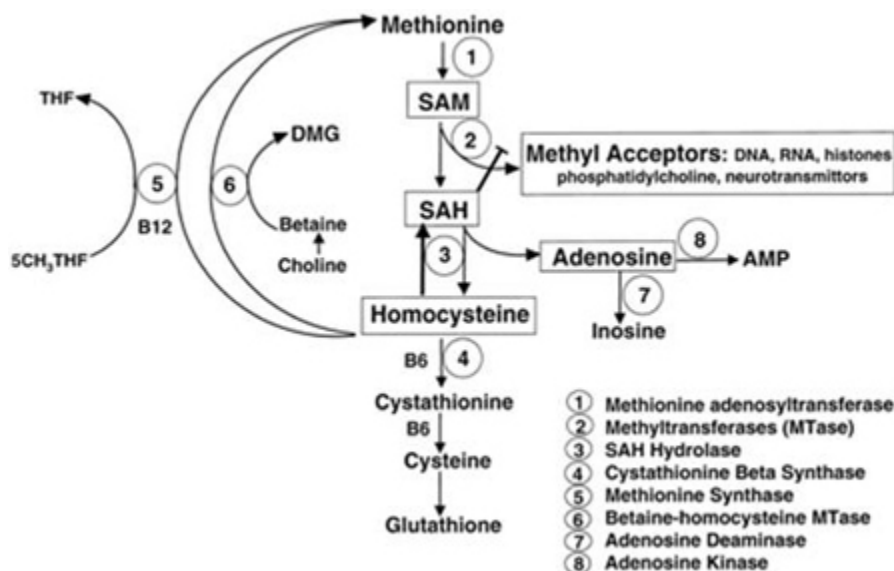 Methionine
1
THF
SAM
DMG
2
Methyl Acceptors: DNA, RNA, histones
phosphatidylcholine, neurotransmittors
5
6
B12
SAH
Betaine
8
5CH₃THF
Choline
3
Adenosine
AMP
7
Homocysteine
Inosine
B6
4
Cystathionine
B6
Cysteine
Glutathione
1 Methionine adenosyltransferase
2 Methyltransferases (MTase)
3 SAH Hydrolase
4 Cystathionine Beta Synthase
5 Methionine Synthase
6 Betaine-homocysteine MTase
7 Adenosine Deaminase
8 Adenosine Kinase